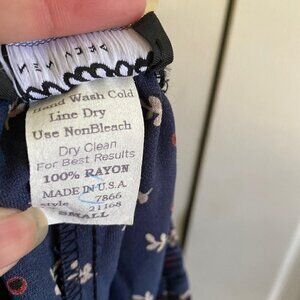 Hand Wash Cold
Line Dry
Use NonBleach
Dry Clean
For Best Results
100% RAYON
MADE IN U.S.A.
Style 7866
21168
SMALL